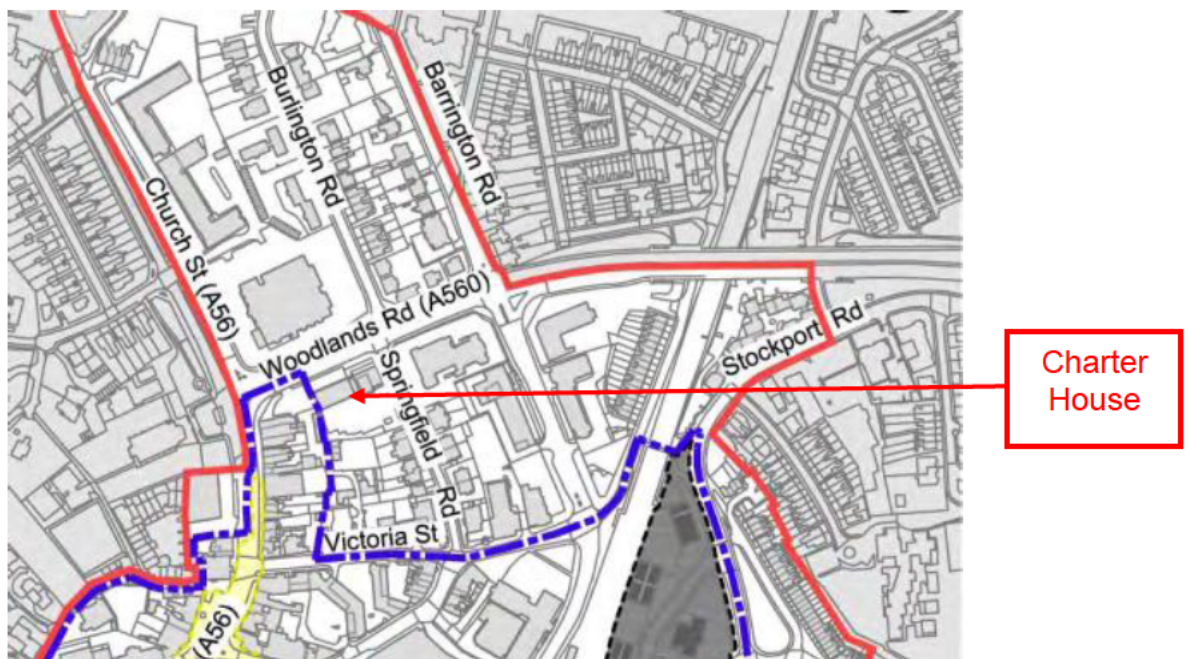 Burlington Rd
Barrington Rd
Church St (A56)
Woodlands Rd (A560)
Springfield Rd
Stockport Rd
Charter
House
Victoria St
(A56)